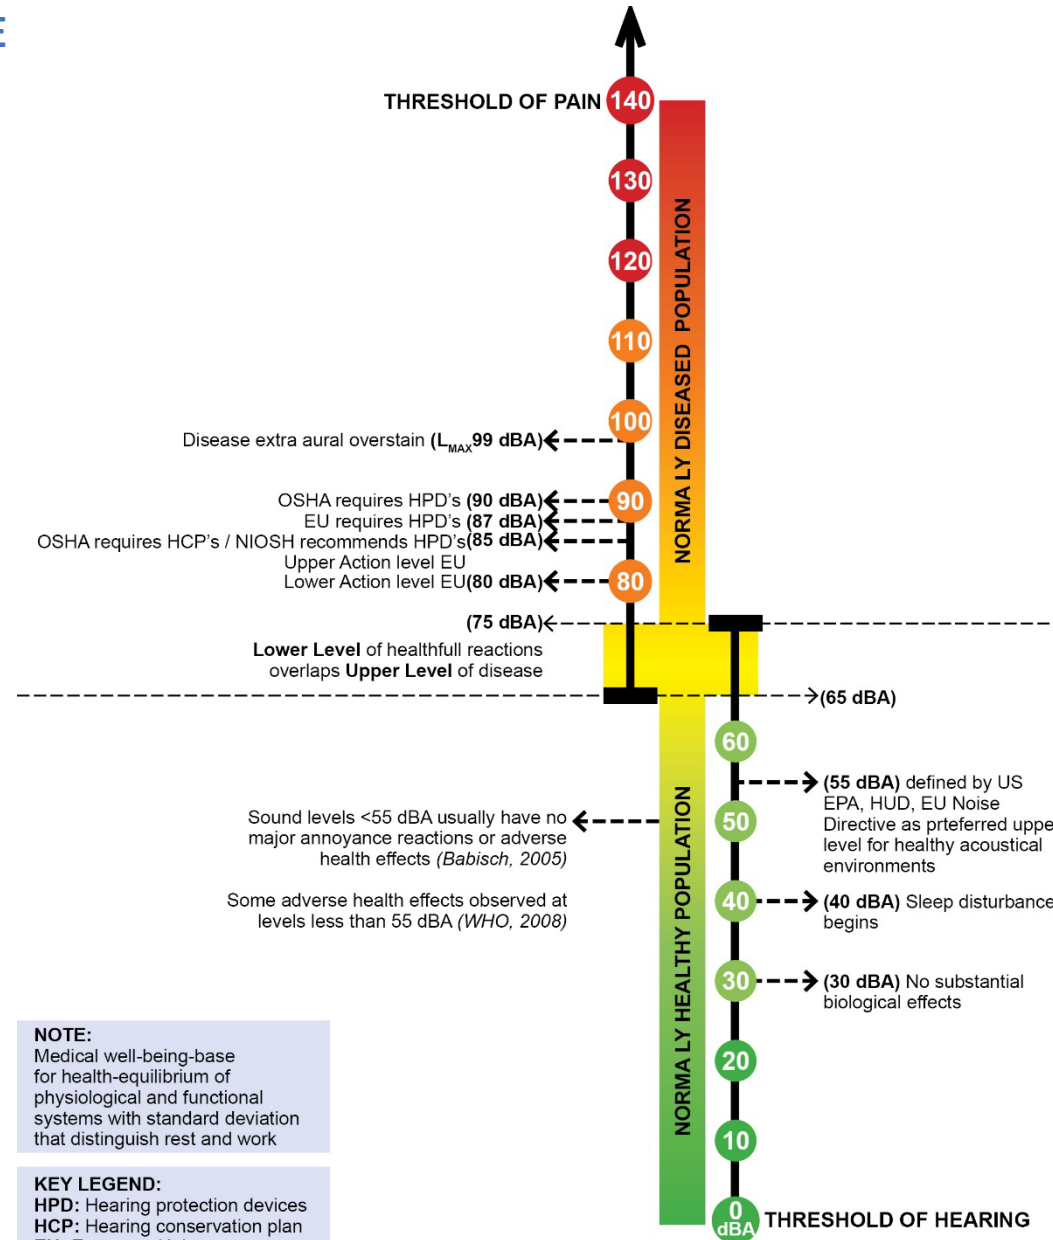 E
THRESHOLD OF PAIN
140
130
120
110
100
90
80
NORMA LY DISEASED POPULATION
Disease extra aural overstain (LMAX99 dBA)
OSHA requires HPD's (90 dBA)
EU requires HPD's (87 dBA)
OSHA requires HCP's / NIOSH recommends HPD's(85 dBA)
Upper Action level EU
Lower Action level EU(80 dBA)
(75 dBA)
Lower Level of healthfull reactions
overlaps Upper Level of disease
(65 dBA)
60
50
40
30
20
10
0
dBA
THRESHOLD OF HEARING
NORMA LY HEALTHY POPULATION
(55 dBA) defined by US
EPA, HUD, EU Noise
Directive as prteferred uppe
level for healthy acoustical
environments
(40 dBA) Sleep disturbance
begins
(30 dBA) No substantial
biological effects
Sound levels <55 dBA usually have no
major annoyance reactions or adverse
health effects (Babisch, 2005)
Some adverse health effects observed at
levels less than 55 dBA (WHO, 2008)
NOTE:
Medical well-being-base
for health-equilibrium of
physiological and functional
systems with standard deviation
that distinguish rest and work
KEY LEGEND:
HPD: Hearing protection devices
HCP: Hearing conservation plan